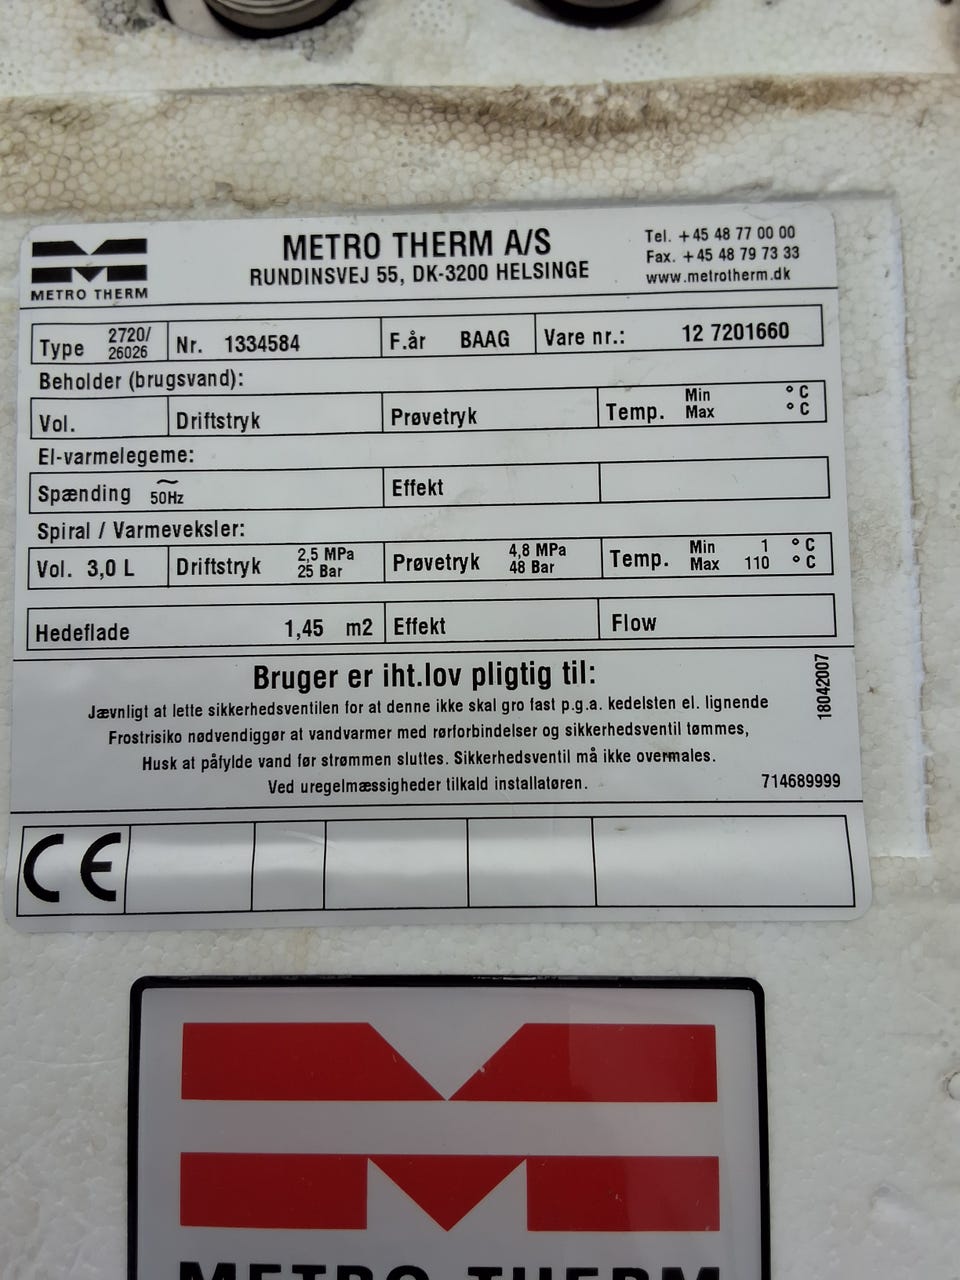 METRO THERM
METRO THERM A/S
RUNDINSVEJ 55, DK-3200 HELSINGE
Tel. +45 48 77 00 00
Fax. +45 48 79 73 33
www.metrotherm.dk
Type 2720/ 26026 Nr. 1334584 F.år BAAG Vare nr.: 12 7201660
Beholder (brugsvand):
Vol. Driftstryk Prøvetryk Temp. Min °C Max °C
El-varmelegeme:
Spænding 50Hz Effekt
Spiral / Varmeveksler:
Vol. 3,0 L Driftstryk 2,5 MPa 25 Bar Prøvetryk 4,8 MPa 48 Bar Temp. Min 1 °C Max 110 °C
Hedeflade 1,45 m2 Effekt Flow
Bruger er iht.lov pligtig til:
Jævnligt at lette sikkerhedsventilen for at denne ikke skal gro fast p.g.a. kedelsten el. lignende
Frostrisiko nødvendiggør at vandvarmer med rørforbindelser og sikkerhedsventil tømmes,
Husk at påfylde vand før strømmen sluttes. Sikkerhedsventil må ikke overmales.
Ved uregelmæssigheder tilkald installatøren.
714689999
18042007
CE
METRO THERM